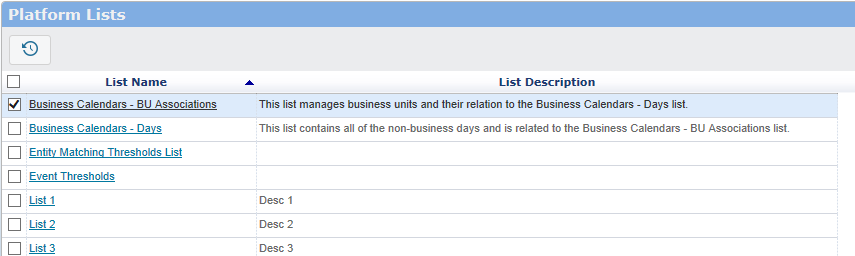 Platform Lists
List Name List Description
Business Calendars - BU Associations This list manages business units and their relation to the Business Calendars - Days list.
Business Calendars - Days This list contains all of the non-business days and is related to the Business Calendars - BU Associations list.
Entity Matching Thresholds List
Event Thresholds
List 1 Desc 1
List 2 Desc 2
List 3 Desc 3